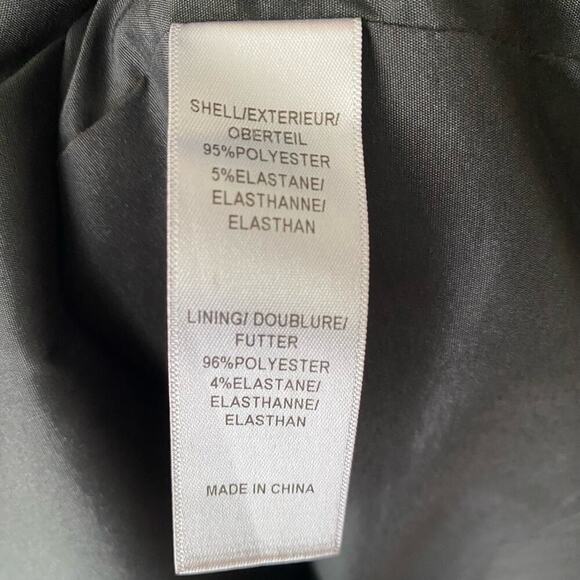 SHELL/EXTERIEUR/
OBERTEIL
95%POLYESTER
5%ELASTANE/
ELASTHANNE/
ELASTHAN
LINING/ DOUBLURE/
FUTTER
96%POLYESTER
4%ELASTANE/
ELASTHANNE/
ELASTHAN
MADE IN CHINA